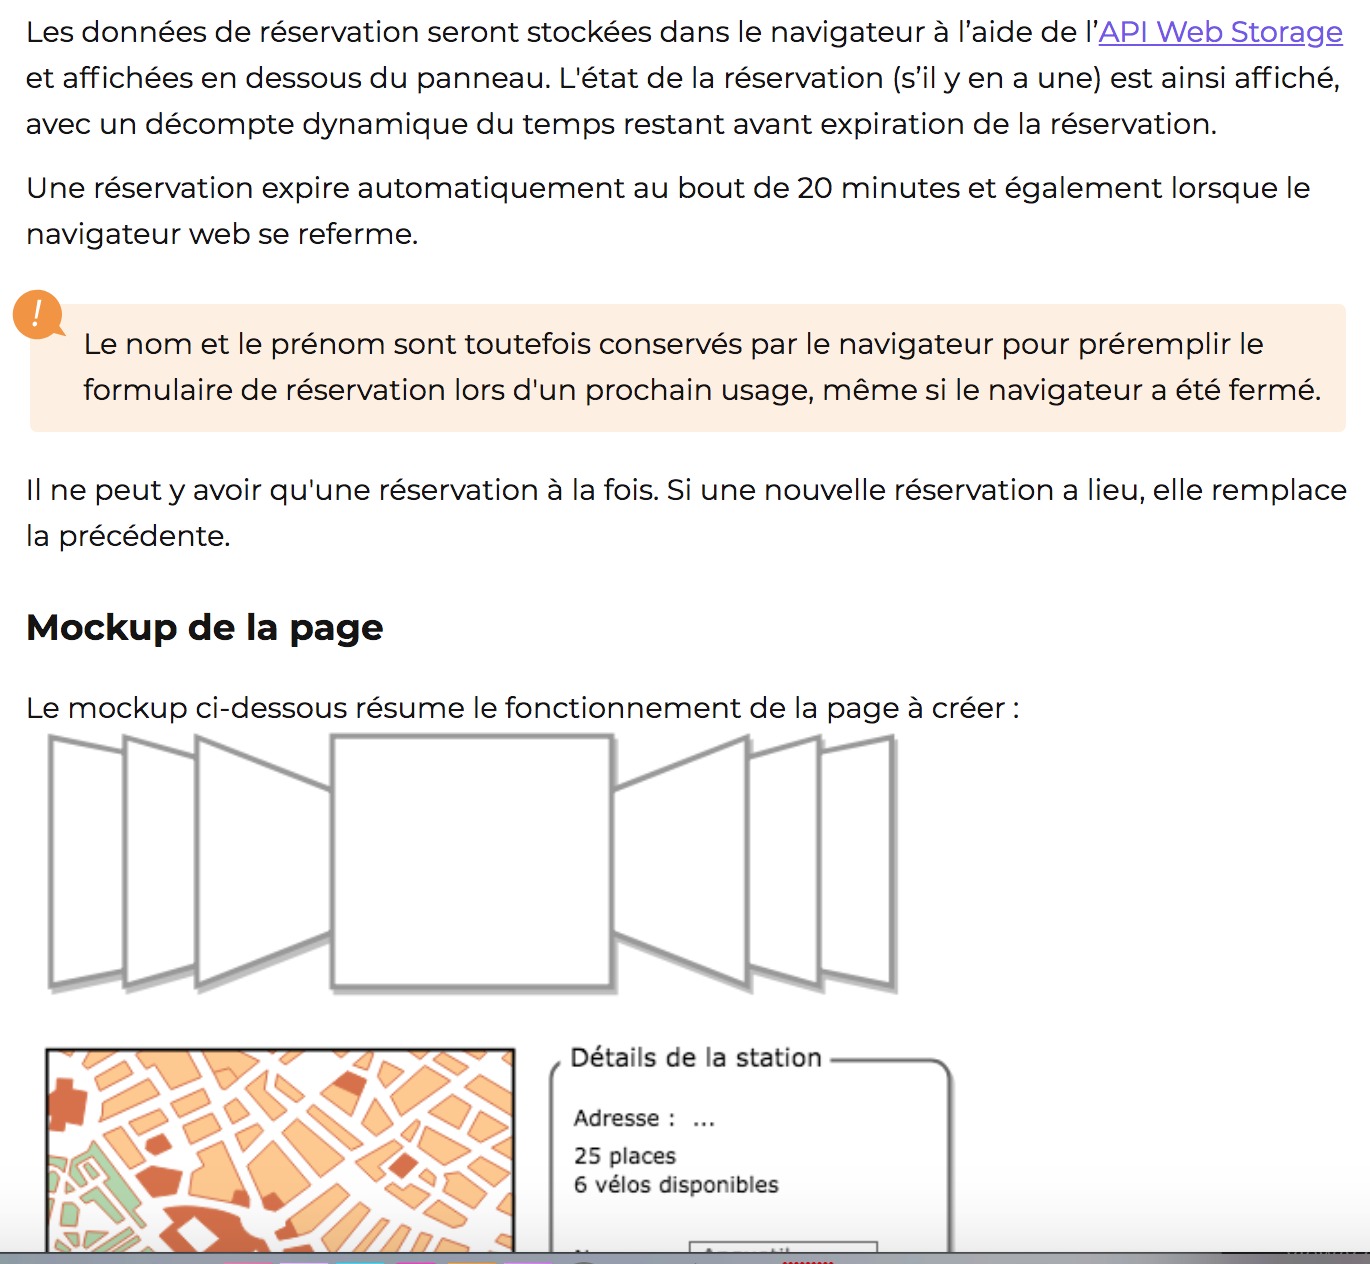 Les données de réservation seront stockées dans le navigateur à l’aide de l’API Web Storage
et affichées en dessous du panneau. L'état de la réservation (s’il y en a une) est ainsi affiché,
avec un décompte dynamique du temps restant avant expiration de la réservation.
Une réservation expire automatiquement au bout de 20 minutes et également lorsque le
navigateur web se referme.
!
Le nom et le prénom sont toutefois conservés par le navigateur pour préremplir le
formulaire de réservation lors d'un prochain usage, même si le navigateur a été fermé.
Il ne peut y avoir qu'une réservation à la fois. Si une nouvelle réservation a lieu, elle remplace
la précédente.
Mockup de la page
Le mockup ci-dessous résume le fonctionnement de la page à créer :
Détails de la station
Adresse : ...
25 places
6 vélos disponibles